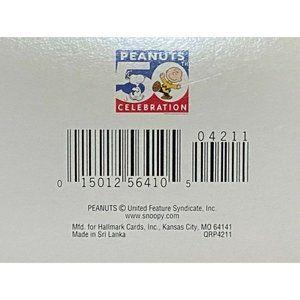 PEANUTS
50TH
CELEBRATION
04211
0 15012 56410 5
PEANUTS © United Feature Syndicate, Inc.
www.snoopy.com
Mfd. for Hallmark Cards, Inc., Kansas City, MO 64141
Made in Sri Lanka QRP4211